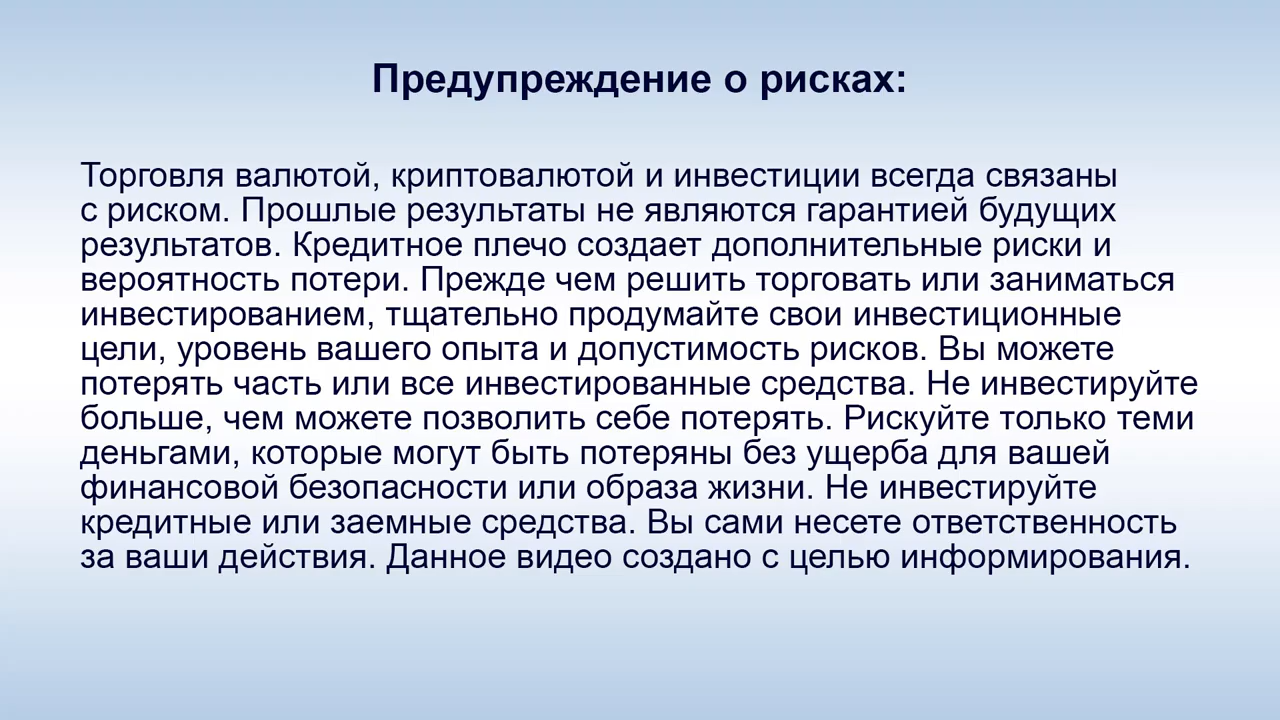 Предупреждение о рисках:
Торговля валютой, криптовалютой и инвестиции всегда связаны
с риском. Прошлые результаты не являются гарантией будущих
результатов. Кредитное плечо создает дополнительные риски и
вероятность потери. Прежде чем решить торговать или заниматься
инвестированием, тщательно продумайте свои инвестиционные
цели, уровень вашего опыта и допустимость рисков. Вы можете
потерять часть или все инвестированные средства. Не инвестируйте
больше, чем можете позволить себе потерять. Рискуйте только теми
деньгами, которые могут быть потеряны без ущерба для вашей
финансовой безопасности или образа жизни. Не инвестируйте
кредитные или заемные средства. Вы сами несете ответственность
за ваши действия. Данное видео создано с целью информирования.